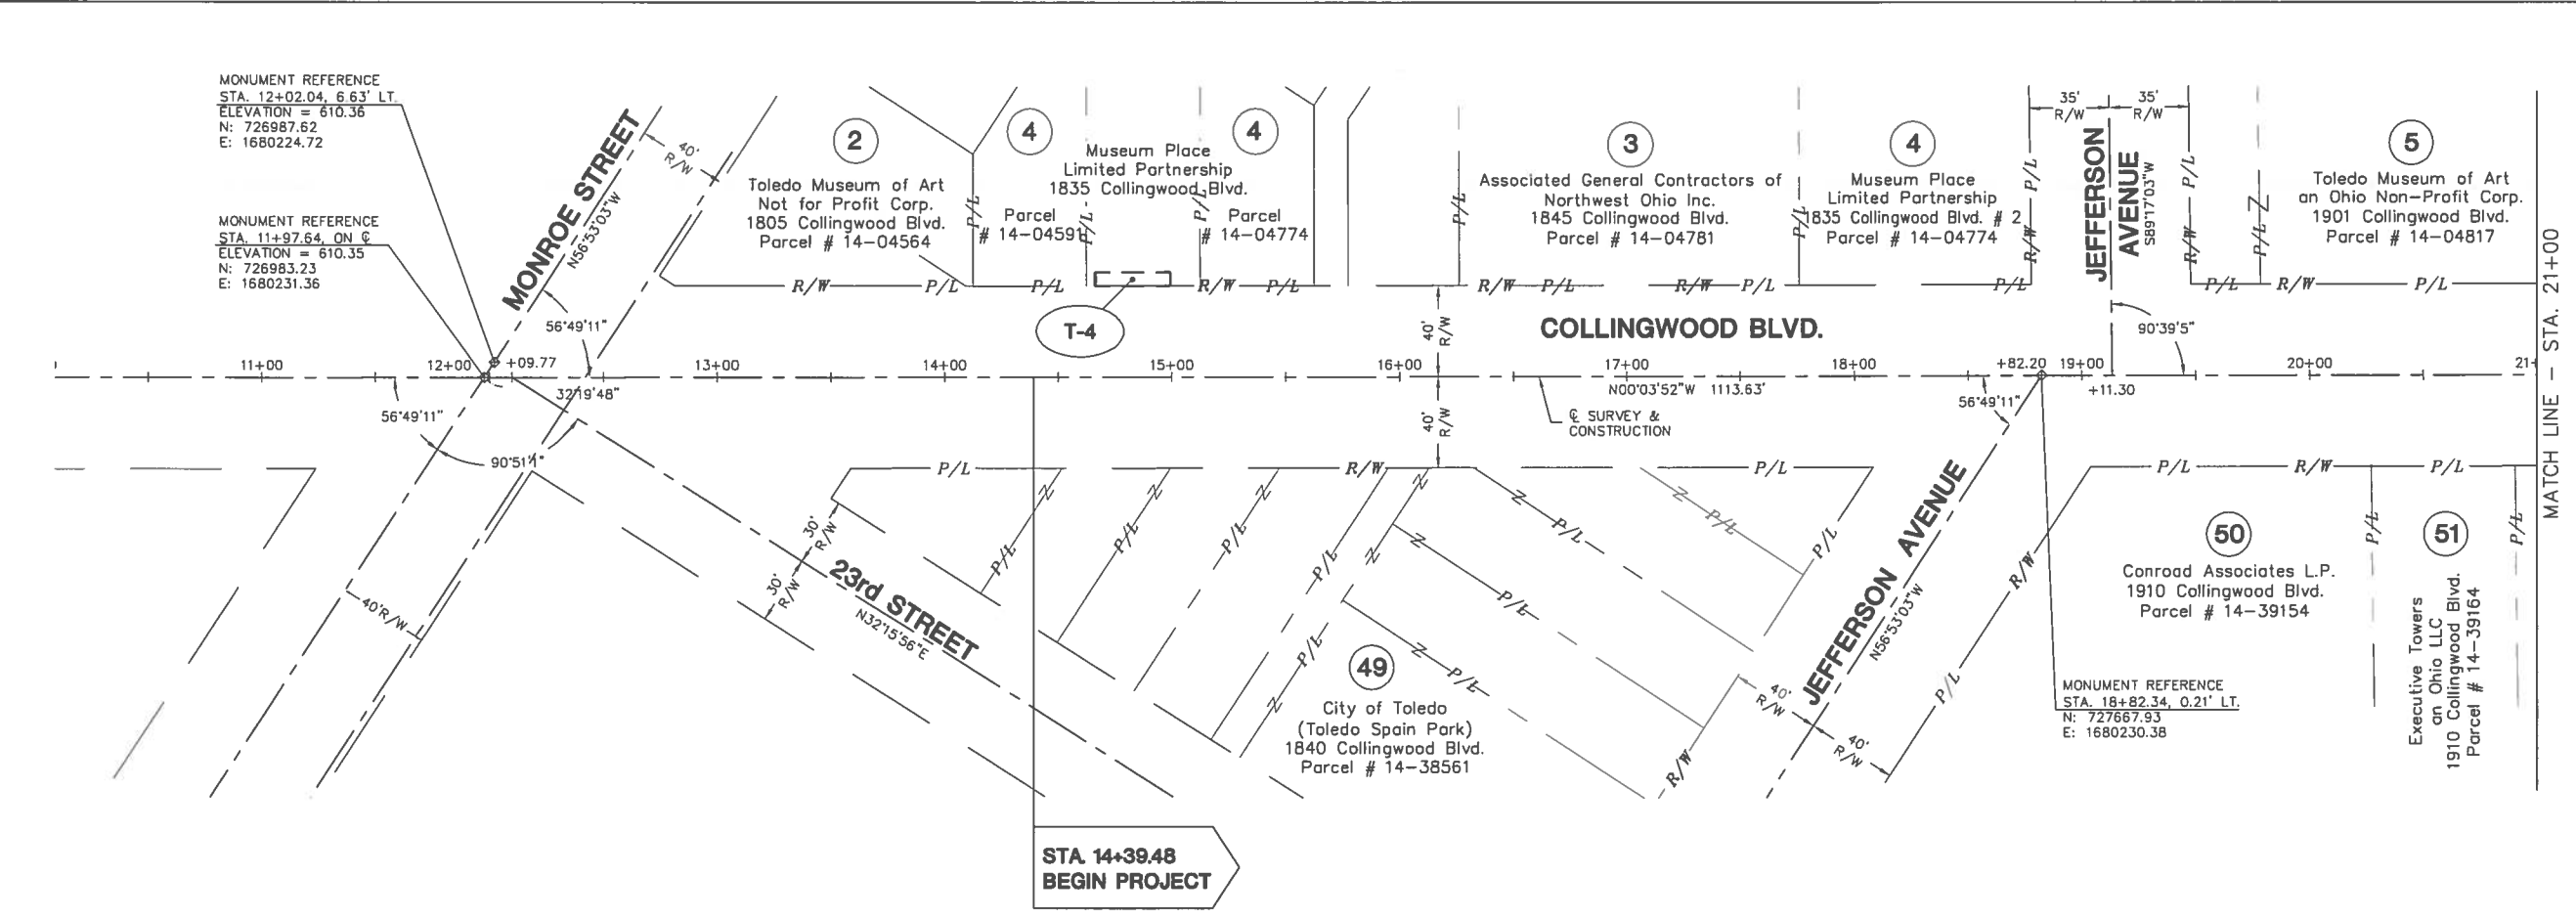 MONUMENT REFERENCE
STA. 12+02.04, 6.63' LT.
ELEVATION = 610.36
N: 726987.62
E: 1680224.72
MONUMENT REFERENCE
STA. 11+97.64, ON ℄
ELEVATION = 610.35
N: 726983.23
E: 1680231.36
MONROE STREET
N56°53'03"W
40'
R/W
2
Toledo Museum of Art
Not for Profit Corp.
1805 Collingwood Blvd.
Parcel # 14-04564
4
4
Museum Place
Limited Partnership
1835 Collingwood Blvd.
Parcel
# 14-04591
Parcel
# 14-04774
P/L
P/L
P/L
3
Associated General Contractors of
Northwest Ohio Inc.
1845 Collingwood Blvd.
Parcel # 14-04781
P/L
P/L
4
Museum Place
Limited Partnership
1835 Collingwood Blvd. # 2
Parcel # 14-04774
35'
R/W
35'
R/W
R/W P/L
JEFFERSON
AVENUE
S89°17'03"W
R/W P/L
P/L Z
5
Toledo Museum of Art
an Ohio Non-Profit Corp.
1901 Collingwood Blvd.
Parcel # 14-04817
R/W P/L P/L R/W P/L R/W P/L R/W P/L P/L P/L R/W P/L
T-4
56°49'11"
40'
R/W
COLLINGWOOD BLVD.
90°39'5"
11+00 12+00 +09.77 13+00 14+00 15+00 16+00 17+00 18+00 +82.20 19+00 20+00 21+
+11.30
N00°03'52"W 1113.63'
℄ SURVEY &
CONSTRUCTION
56°49'11"
32°19'48"
90°51'1"
56°49'11"
40'
R/W
P/L R/W P/L P/L R/W P/L
30'
R/W
30'
R/W
23rd STREET
N32°15'56"E
40'R/W
Z Z Z Z Z Z
P/L P/L P/L P/L P/L P/L P/L
Z Z Z Z Z
P/L P/L P/L
49
City of Toledo
(Toledo Spain Park)
1840 Collingwood Blvd.
Parcel # 14-38561
R/W
40'
R/W
40'
R/W
JEFFERSON AVENUE
N56°53'03"W
R/W
P/L
50
Conroad Associates L.P.
1910 Collingwood Blvd.
Parcel # 14-39154
P/L
51
Executive Towers
an Ohio LLC
1910 Collingwood Blvd.
Parcel # 14-39164
P/L
MONUMENT REFERENCE
STA. 18+82.34, 0.21' LT.
N: 727667.93
E: 1680230.38
MATCH LINE - STA. 21+00
STA. 14+39.48
BEGIN PROJECT